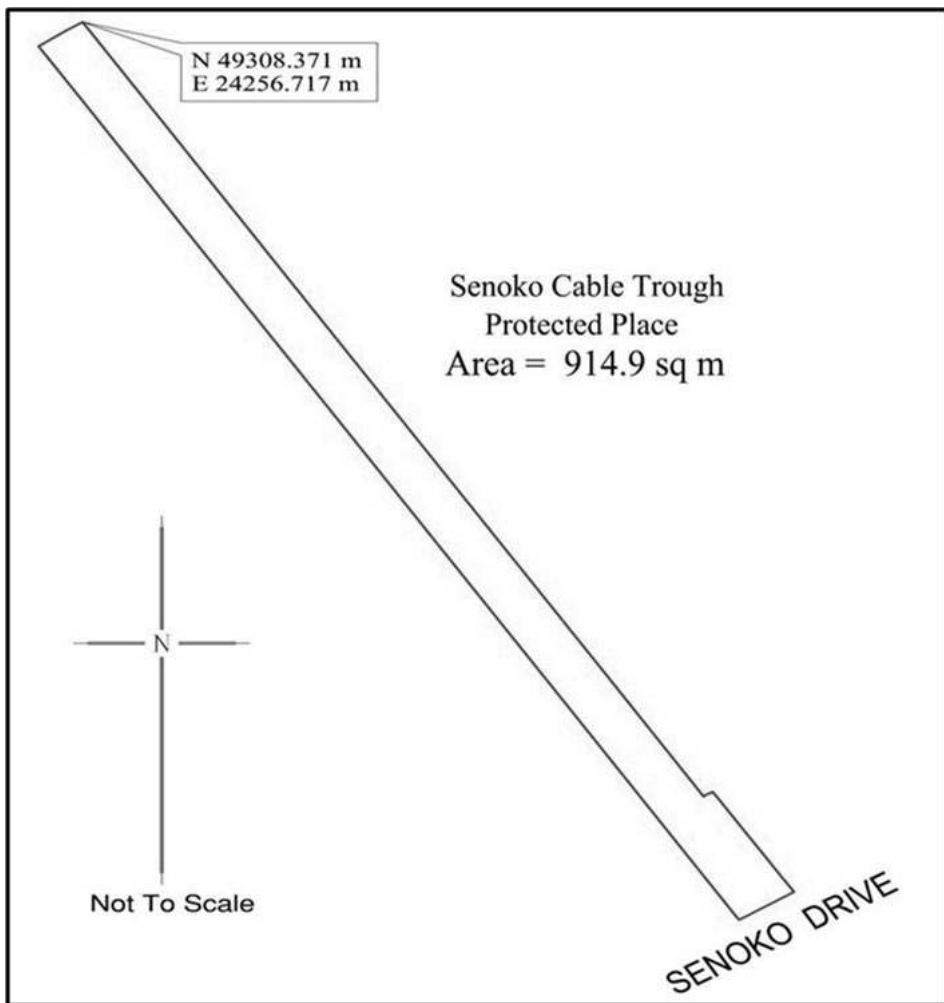 N 49308.371 m
E 24256.717 m
Senoko Cable Trough
Protected Place
Area = 914.9 sq m
N
Not To Scale
SENOKO DRIVE